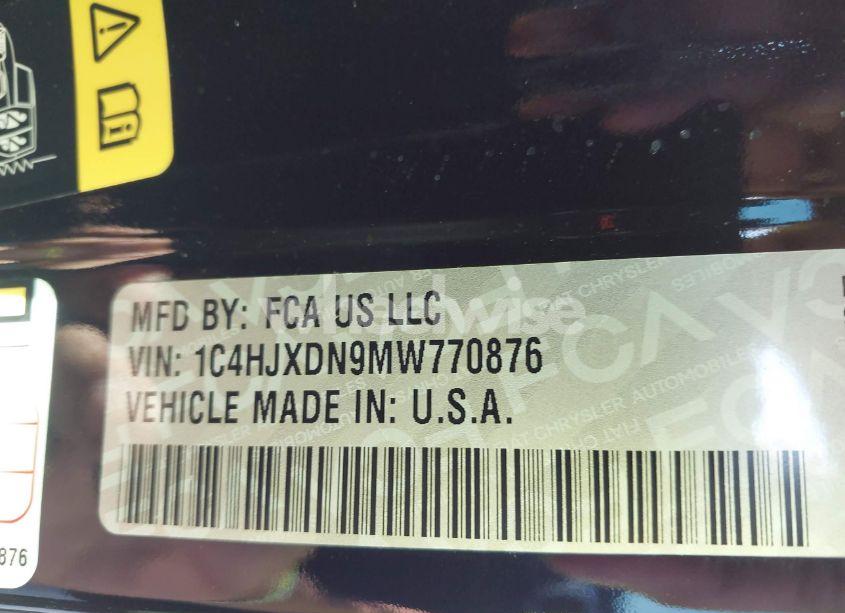 MFD BY: FCA US LLC
VIN: 1C4HJXDN9MW770876
VEHICLE MADE IN: U.S.A.
876